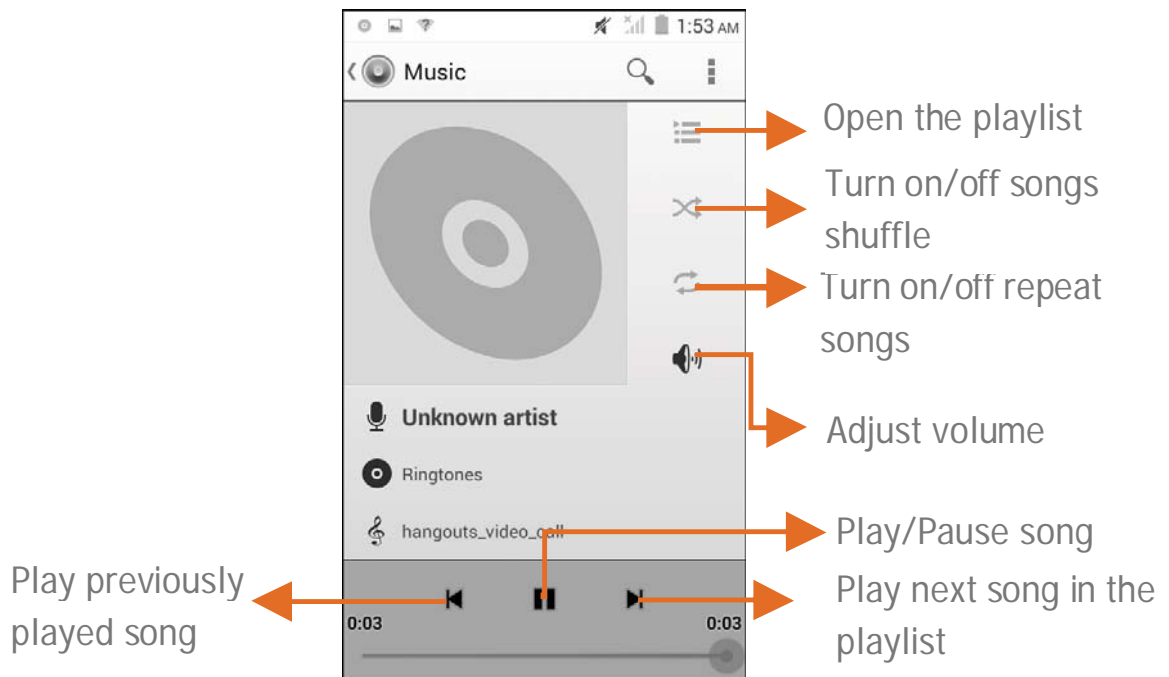 1:53 AM
Music
Open the playlist
Turn on/off songs
shuffle
Turn on/off repeat
songs
Adjust volume
Unknown artist
Ringtones
hangouts_video_call
Play/Pause song
Play previously
played song
Play next song in the
playlist
0:03
0:03